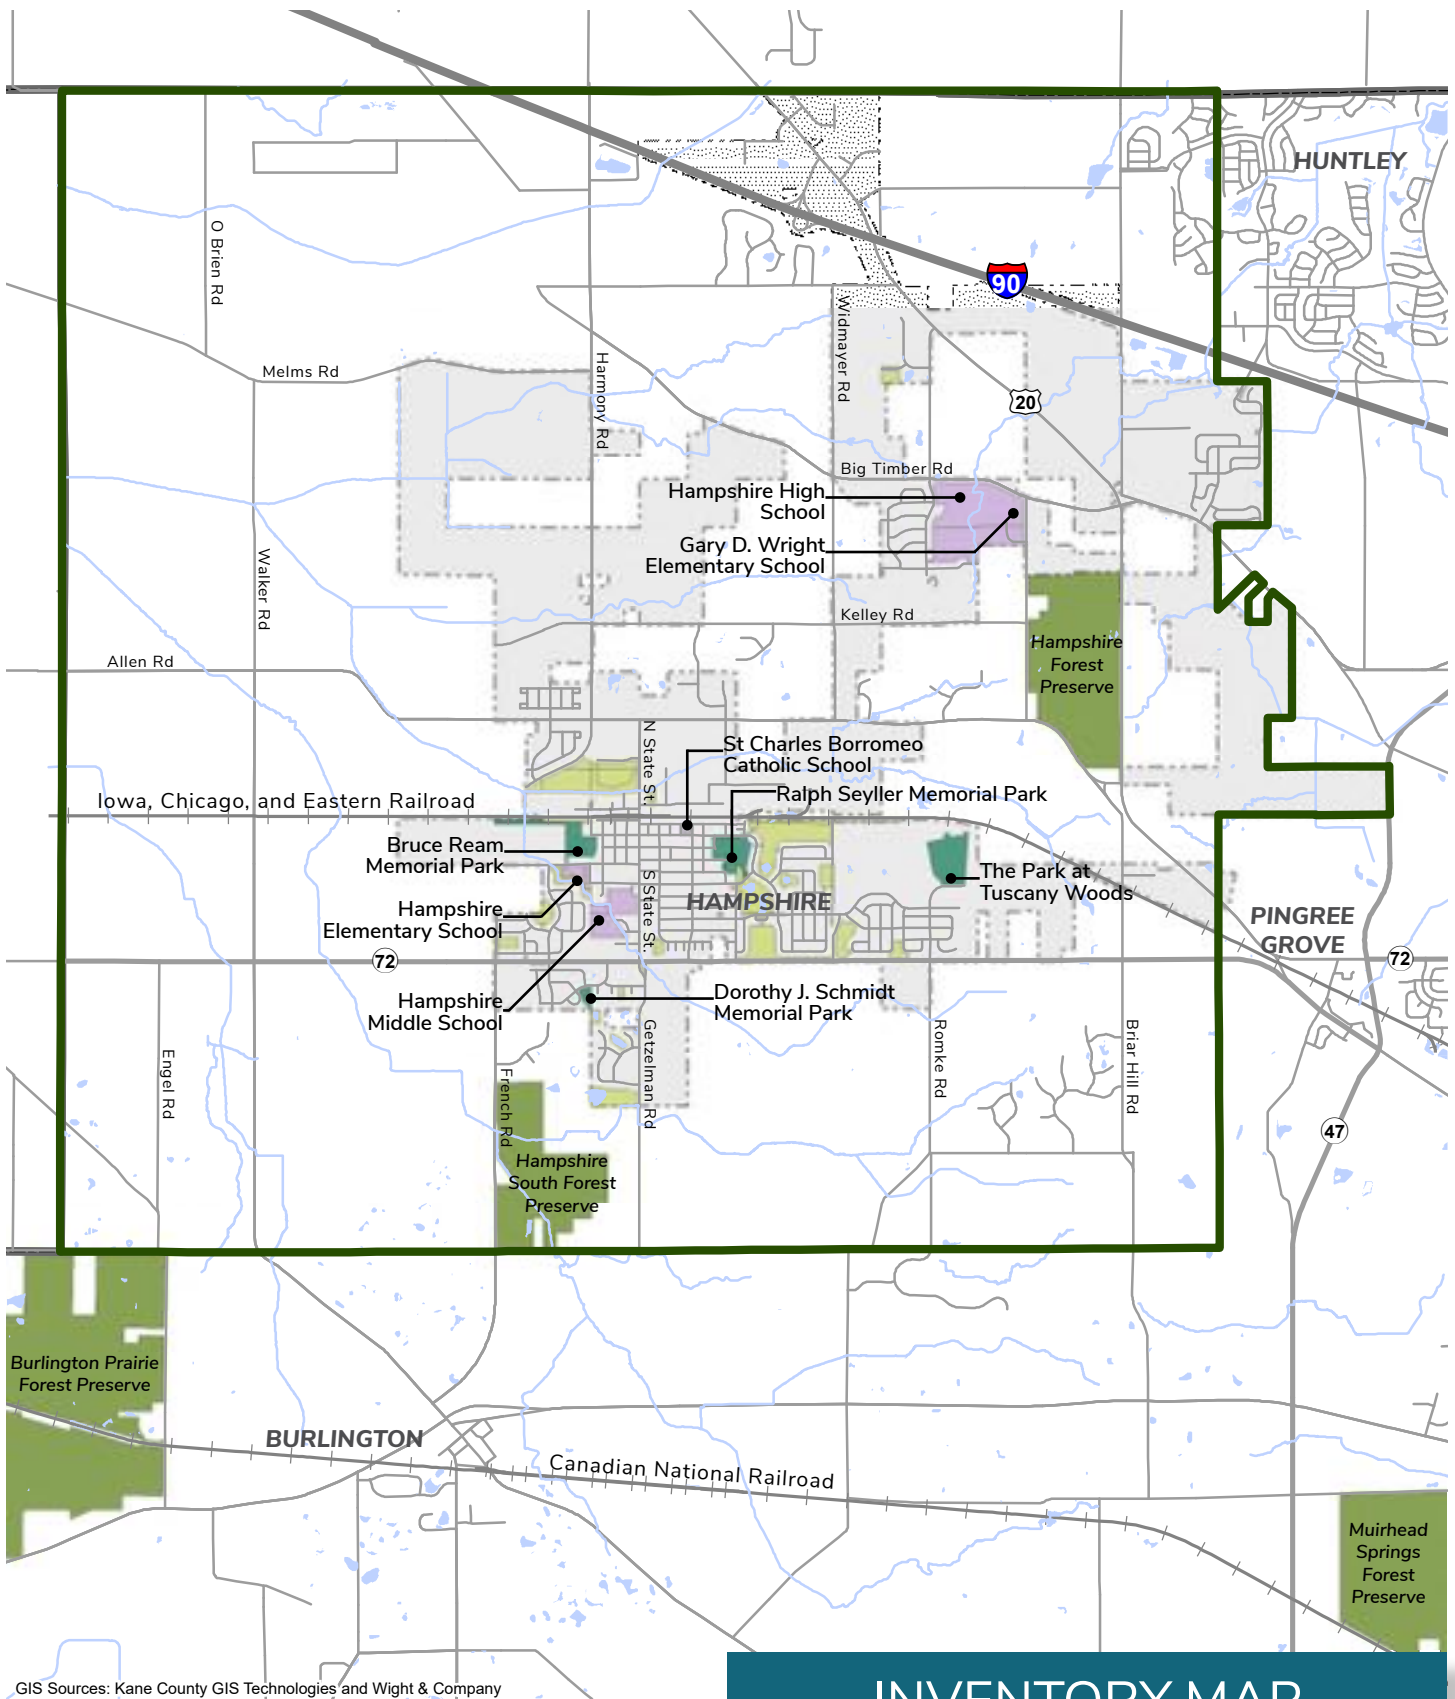 HUNTLEY
O Brien Rd
90
Widmayer Rd
Harmony Rd
Melms Rd
20
Big Timber Rd
Hampshire High
School
Gary D. Wright
Elementary School
Walker Rd
Kelley Rd
Hampshire
Forest
Preserve
Allen Rd
N State St.
St Charles Borromeo
Catholic School
Ralph Seyller Memorial Park
Iowa, Chicago, and Eastern Railroad
Bruce Ream
Memorial Park
The Park at
Tuscany Woods
S State St.
HAMPSHIRE
Hampshire
Elementary School
PINGREE
GROVE
72
72
Hampshire
Middle School
Dorothy J. Schmidt
Memorial Park
Engel Rd
French Rd
Getzelman Rd
Romke Rd
Briar Hill Rd
47
Hampshire
South Forest
Preserve
Burlington Prairie
Forest Preserve
BURLINGTON
Canadian National Railroad
Muirhead
Springs
Forest
Preserve
GIS Sources: Kane County GIS Technologies and Wight & Company
INVENTORY MAP